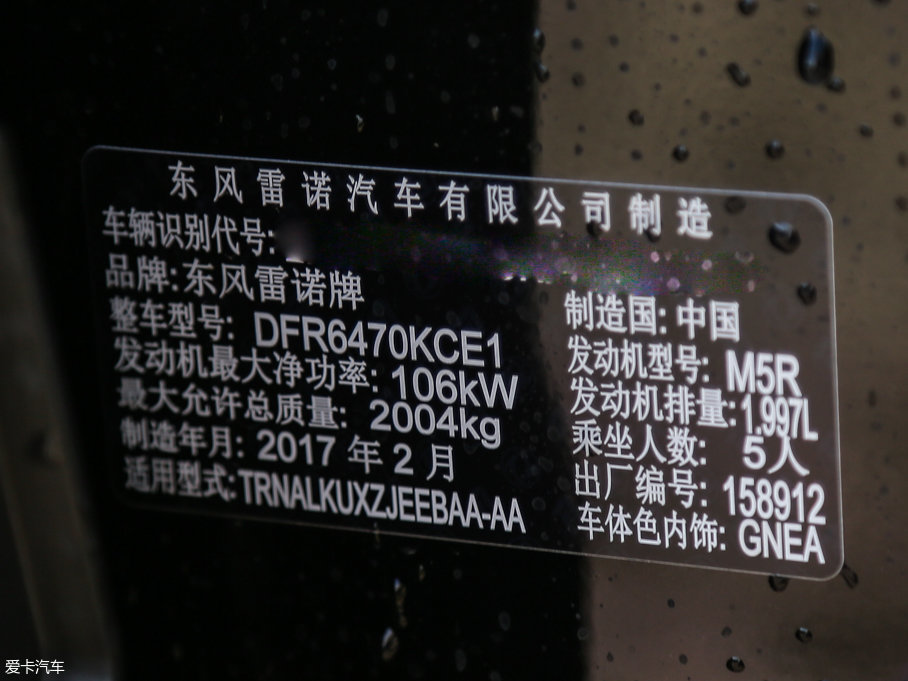 东风雷诺汽车有限公司制造
车辆识别代号:
品牌:东风雷诺牌 制造国:中国
整车型号: DFR6470KCE1 发动机型号: M5R
发动机最大净功率: 106kW 发动机排量:1.997L
最大允许总质量: 2004kg 乘坐人数: 5人
制造年月: 2017 年 2 月 出厂编号: 158912
适用型式:TRNALKUXZJEEBAA-AA 车体色内饰: GNEA
爱卡汽车